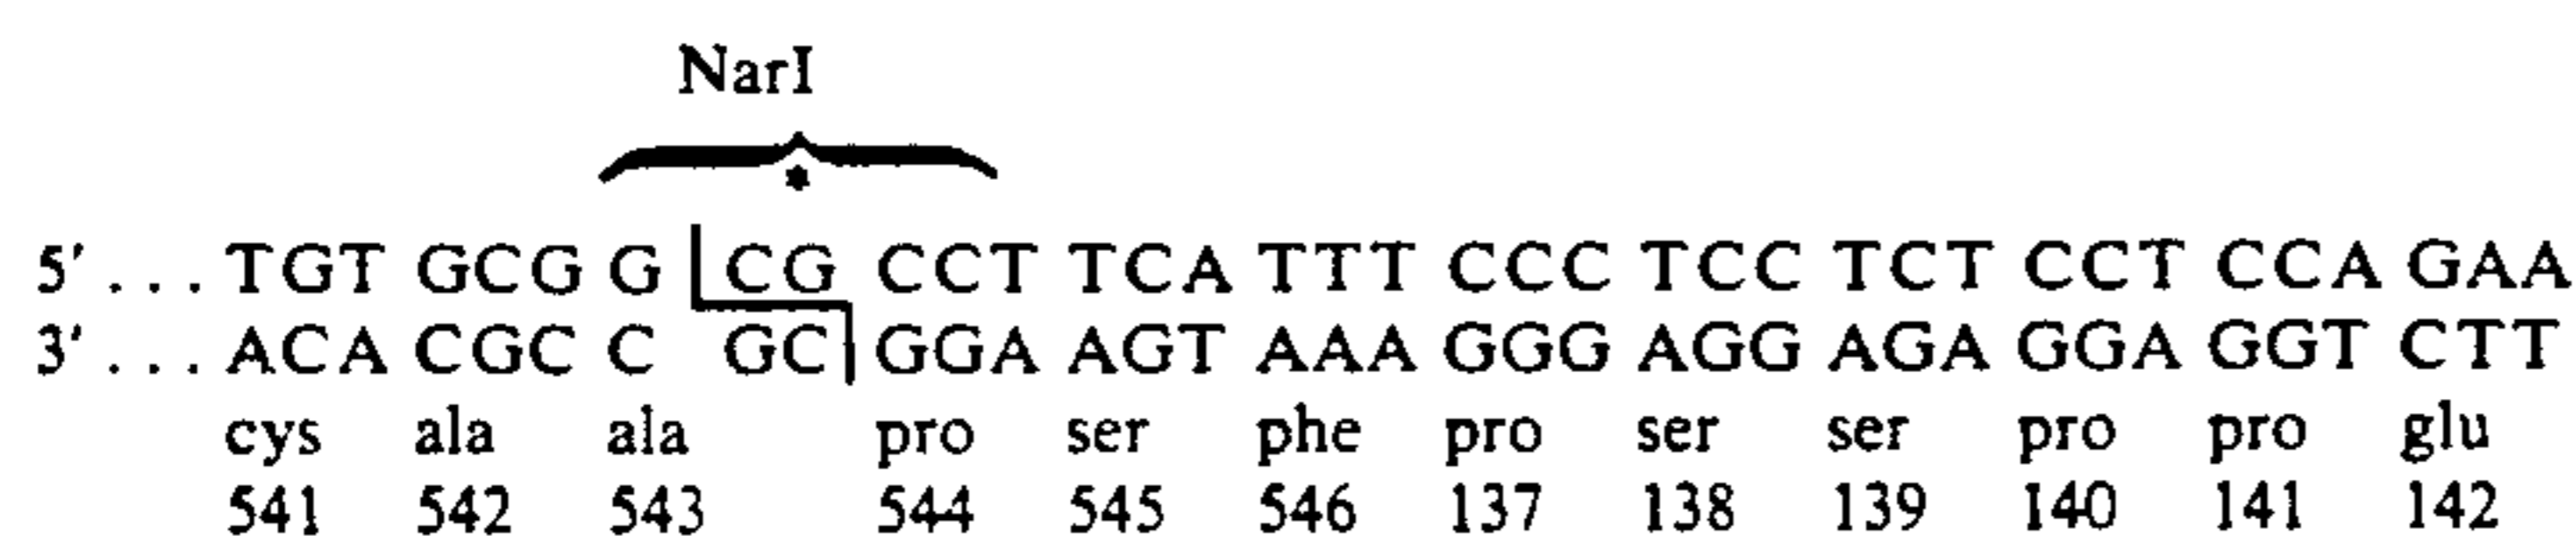 NarI
*
5′ ... TGT GCG G CG CCT TCA TTT CCC TCC TCT CCT CCA GAA
3′ ... ACA CGC C GC GGA AGT AAA GGG AGG AGA GGA GGT CTT
cys ala ala pro ser phe pro ser ser pro pro glu
541 542 543 544 545 546 137 138 139 140 141 142